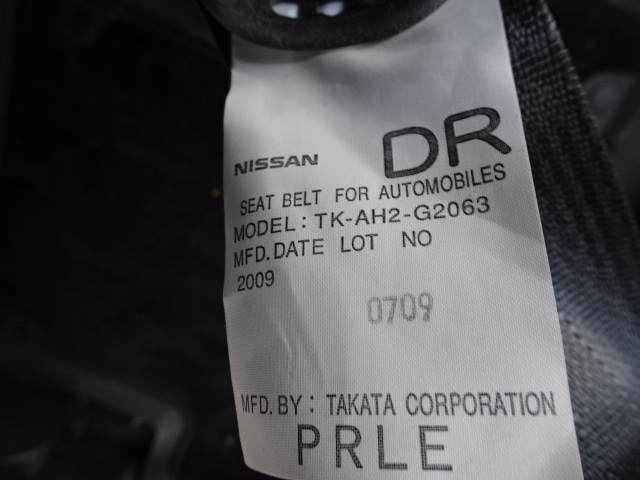 NISSAN DR
SEAT BELT FOR AUTOMOBILES
MODEL: TK-AH2-G2063
MFD.DATE LOT NO
2009
0709
MFD.BY: TAKATA CORPORATION
PRLE